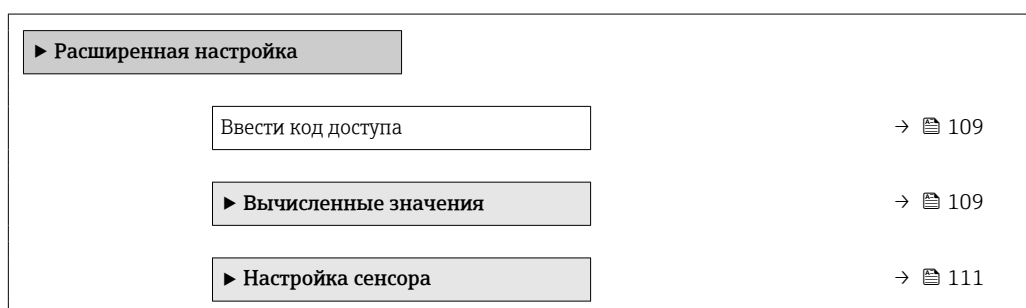 ▶ Расширенная настройка
Ввести код доступа → 109
▶ Вычисленные значения → 109
▶ Настройка сенсора → 111